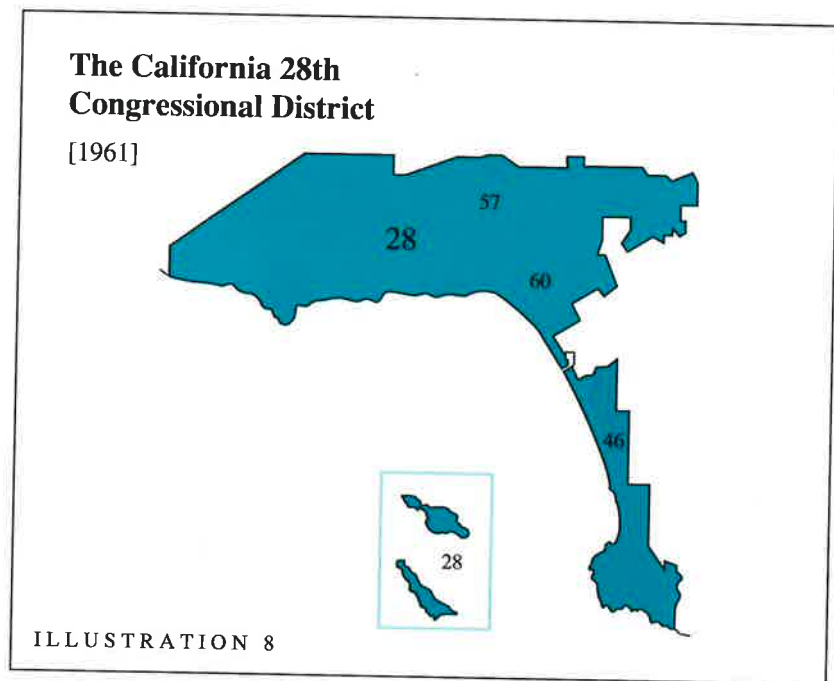 The California 28th
Congressional District
[1961]
57
28
60
46
28
ILLUSTRATION 8